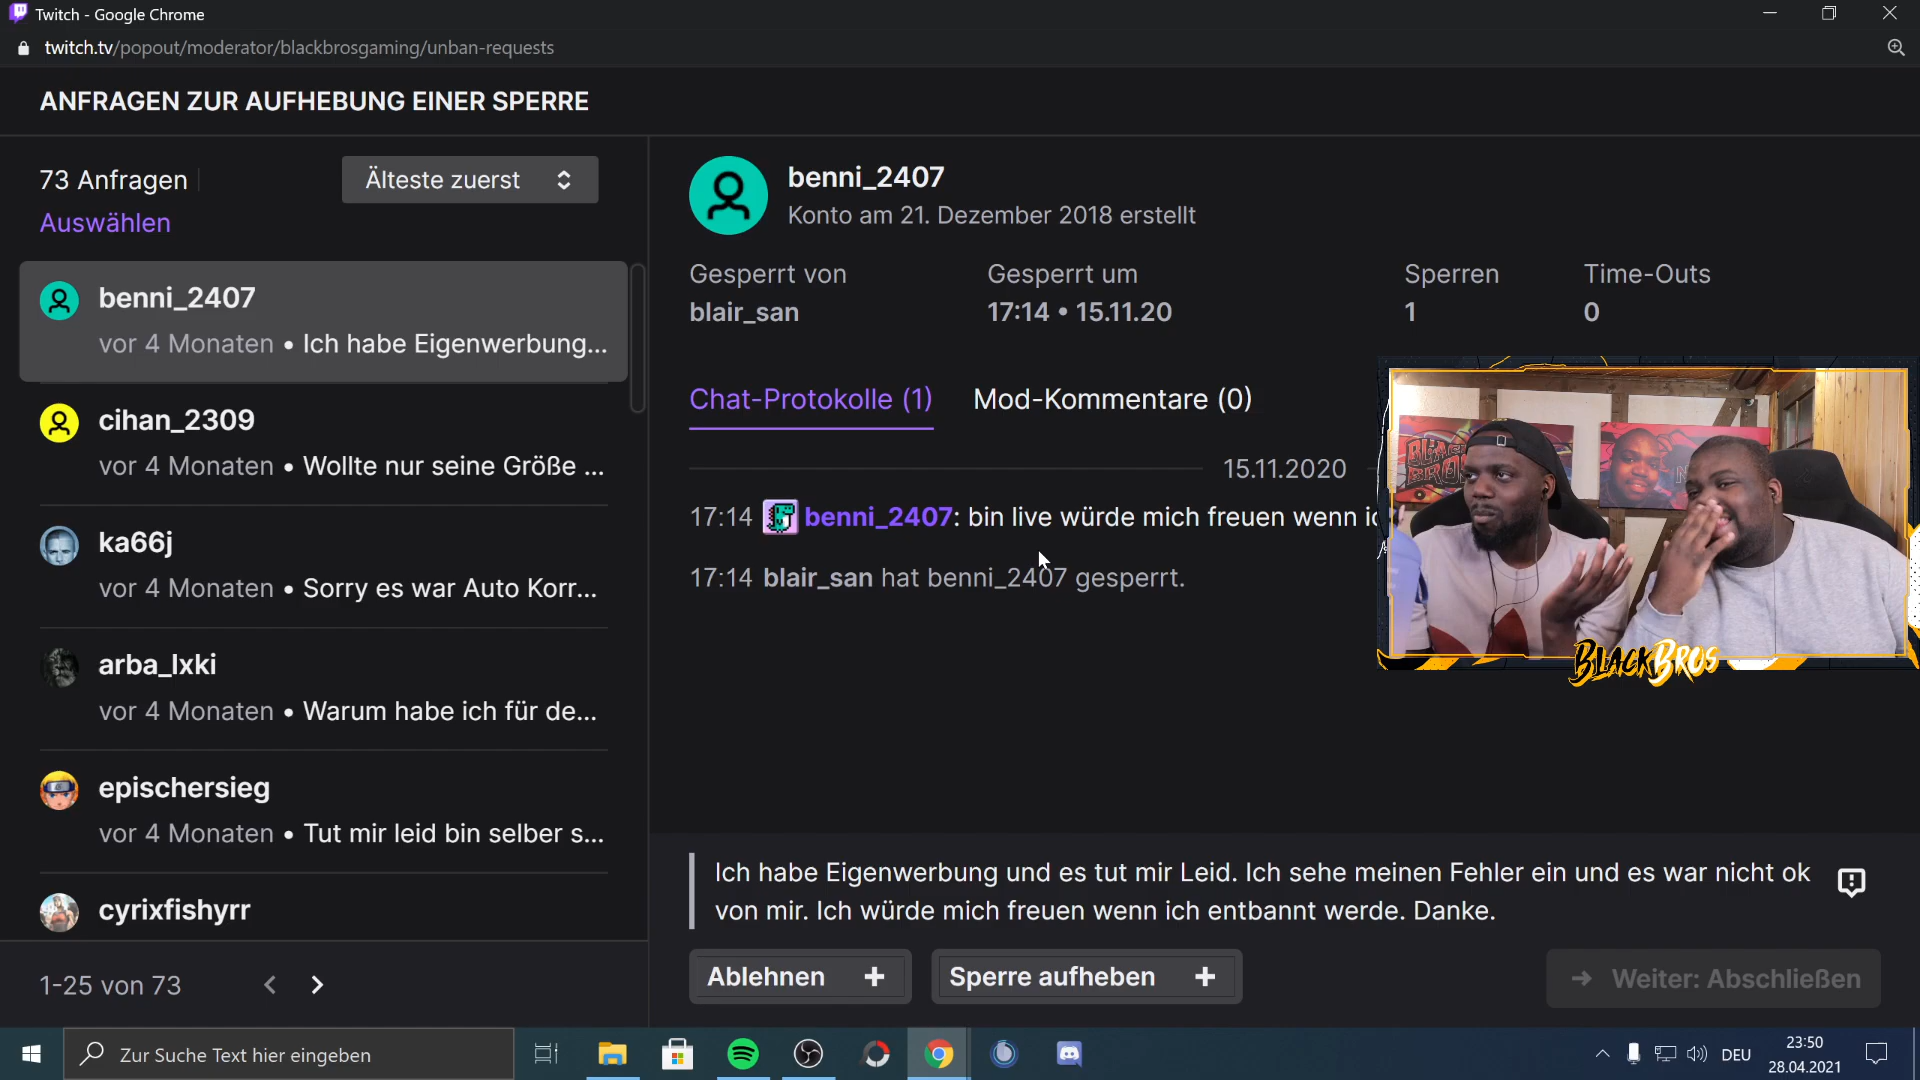 Twitch - Google Chrome
twitch.tv/popout/moderator/blackbrosgaming/unban-requests
ANFRAGEN ZUR AUFHEBUNG EINER SPERRE
73 Anfragen
Älteste zuerst
Auswählen
benni_2407
vor 4 Monaten • Ich habe Eigenwerbung...
cihan_2309
vor 4 Monaten • Wollte nur seine Größe ...
ka66j
vor 4 Monaten • Sorry es war Auto Korr...
arba_lxki
vor 4 Monaten • Warum habe ich für de...
epischersieg
vor 4 Monaten • Tut mir leid bin selber s...
cyrixfishyrr
1-25 von 73
benni_2407
Konto am 21. Dezember 2018 erstellt
Gesperrt von
blair_san
Gesperrt um
17:14 • 15.11.20
Sperren
1
Time-Outs
0
Chat-Protokolle (1)
Mod-Kommentare (0)
15.11.2020
17:14 benni_2407: bin live würde mich freuen wenn
17:14 blair_san hat benni_2407 gesperrt.
BLACK
BROS
BLACKBROS
Ich habe Eigenwerbung und es tut mir Leid. Ich sehe meinen Fehler ein und es war nicht ok
von mir. Ich würde mich freuen wenn ich entbannt werde. Danke.
Ablehnen +
Sperre aufheben +
→ Weiter: Abschließen
Zur Suche Text hier eingeben
DEU
23:50
28.04.2021